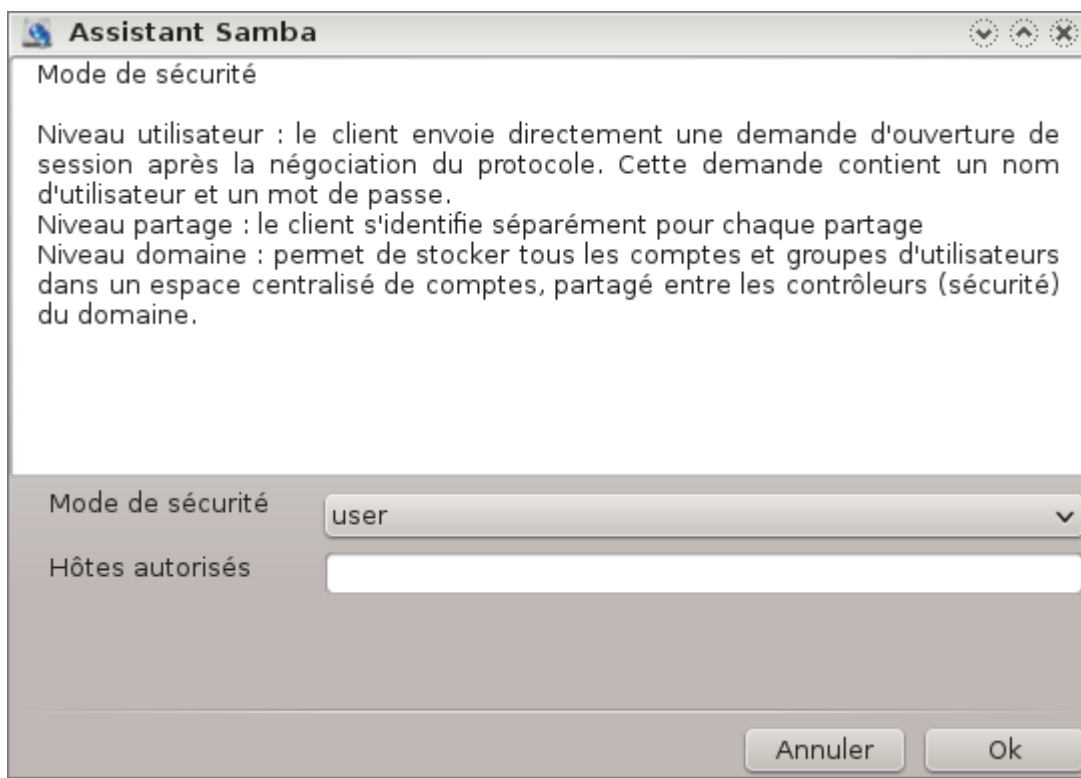 Assistant Samba
Mode de sécurité
Niveau utilisateur : le client envoie directement une demande d'ouverture de
session après la négociation du protocole. Cette demande contient un nom
d'utilisateur et un mot de passe.
Niveau partage : le client s'identifie séparément pour chaque partage
Niveau domaine : permet de stocker tous les comptes et groupes d'utilisateurs
dans un espace centralisé de comptes, partagé entre les contrôleurs (sécurité)
du domaine.
Mode de sécurité
user
Hôtes autorisés
Annuler
Ok